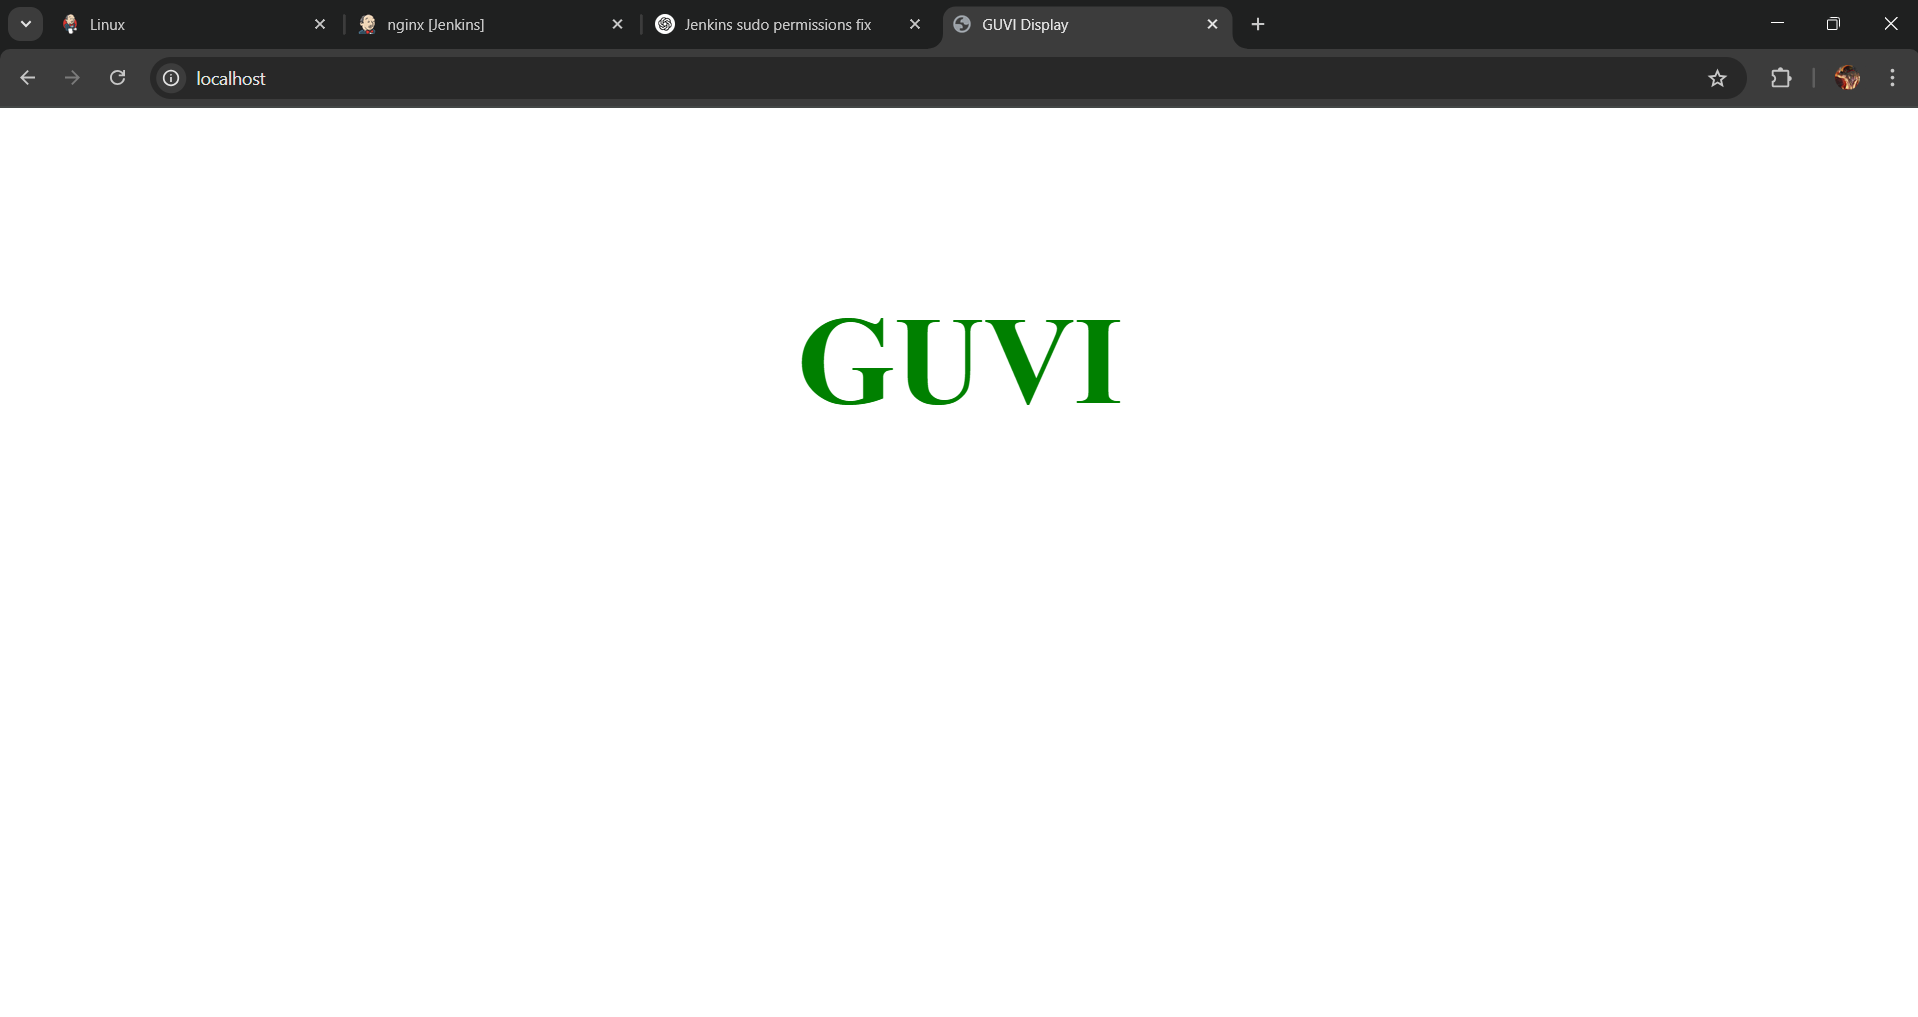 Linux
nginx [Jenkins]
Jenkins sudo permissions fix
GUVI Display
localhost
GUVI